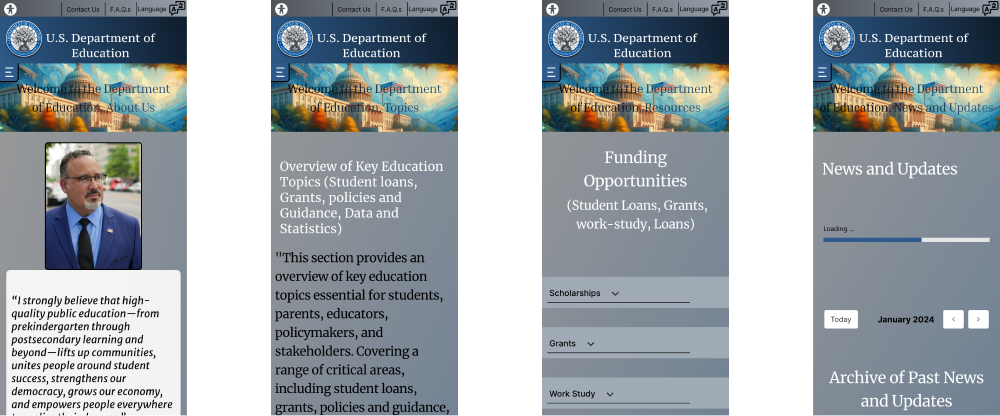 Contact Us F.A.Q.s Language
U.S. Department of
Education
Welcome to the Department
of Education, About Us
“I strongly believe that high-
quality public education—from
prekindergarten through
postsecondary learning and
beyond—lifts up communities,
unites people around student
success, strengthens our
democracy, grows our economy,
and empowers people everywhere
Contact Us F.A.Q.s Language
U.S. Department of
Education
Welcome to the Department
of Education, Topics
Overview of Key Education
Topics (Student loans,
Grants, policies and
Guidance, Data and
Statistics)
"This section provides an
overview of key education
topics essential for students,
parents, educators,
policymakers, and
stakeholders. Covering a
range of critical areas,
including student loans,
grants, policies and guidance,
Contact Us F.A.Q.s Language
U.S. Department of
Education
Welcome to the Department
of Education, Resources
Funding
Opportunities
(Student Loans, Grants,
work-study, Loans)
Scholarships
Grants
Work Study
Contact Us F.A.Q.s Language
U.S. Department of
Education
Welcome to the Department
of Education, News and Updates
News and Updates
Loading ...
Today January 2024
Archive of Past News
and Updates